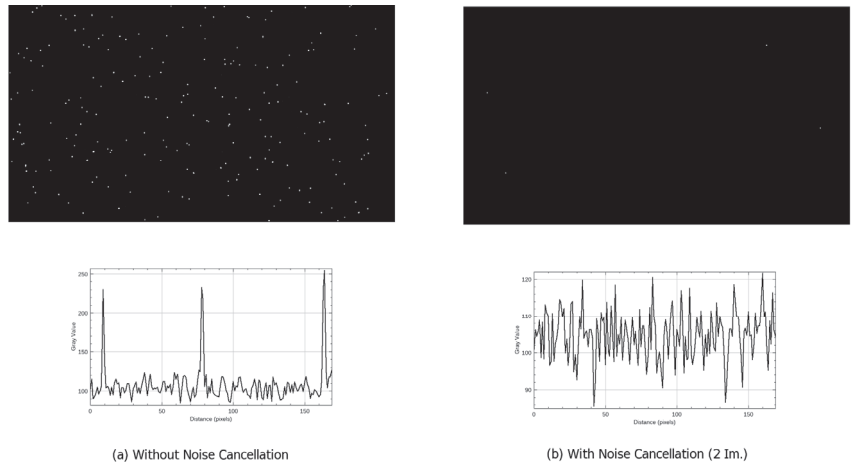 250
200
150
100
Gray Value
0
50
100
150
Distance (pixels)
(a) Without Noise Cancellation
120
110
100
90
Gray Value
0
50
100
150
Distance (pixels)
(b) With Noise Cancellation (2 Im.)